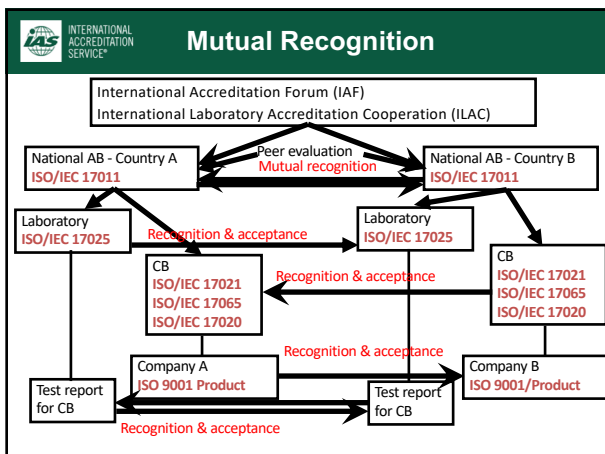 INTERNATIONAL
ACCREDITATION
SERVICE®
IAS
Mutual Recognition
International Accreditation Forum (IAF)
International Laboratory Accreditation Cooperation (ILAC)
Peer evaluation
Mutual recognition
National AB - Country A
ISO/IEC 17011
National AB - Country B
ISO/IEC 17011
Laboratory
ISO/IEC 17025
Recognition & acceptance
Laboratory
ISO/IEC 17025
CB
ISO/IEC 17021
ISO/IEC 17065
ISO/IEC 17020
Recognition & acceptance
CB
ISO/IEC 17021
ISO/IEC 17065
ISO/IEC 17020
Company A
ISO 9001 Product
Recognition & acceptance
Company B
ISO 9001/Product
Test report
for CB
Test report
for CB
Recognition & acceptance